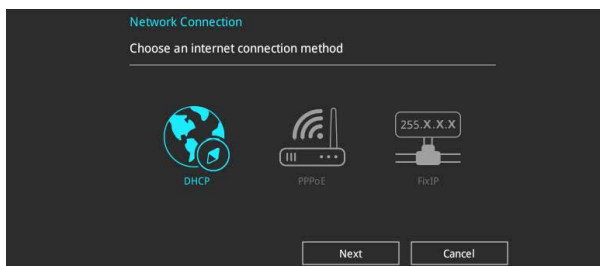 Network Connection
Choose an internet connection method
255.X.X.X
DHCP
PPPoE
FixIP
Next
Cancel